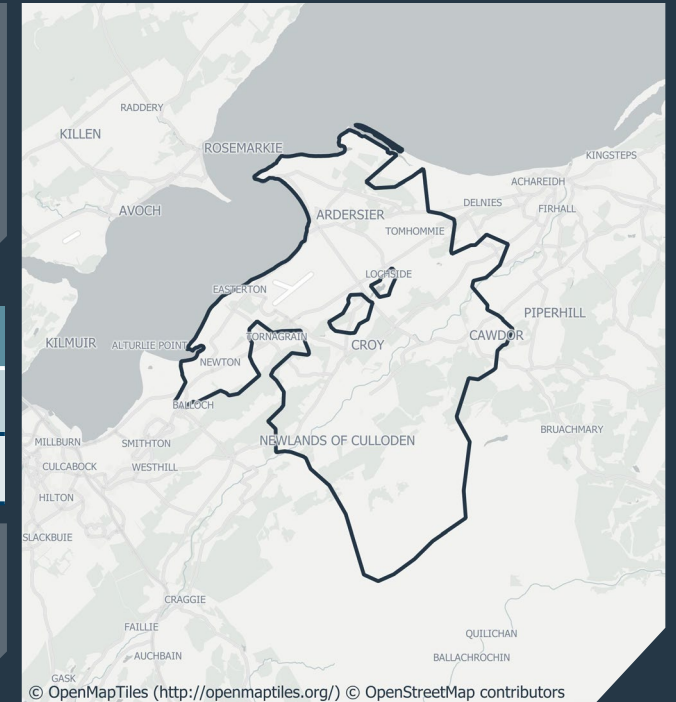 RADDERY
KILLEN
ROSEMARKIE
KINGSTEPS
ACHAREIDH
AVOCH
DELNIES
FIRHALL
ARDERSIER
TOMHOMMIE
LOCHSIDE
EASTERTON
PIPERHILL
KILMUIR
ALTURLIE POINT
TORNAGRAIN
CROY
CAWDOR
NEWTON
BALLOCH
BRUACHMARY
MILLBURN
SMITHTON
NEWLANDS OF CULLODEN
CULCABOCK
WESTHILL
HILTON
SLACKBUIE
CRAGGIE
FAILLIE
QUILICHAN
AUCHBAIN
BALLACHROCHIN
GASK
© OpenMapTiles (http://openmaptiles.org/) © OpenStreetMap contributors